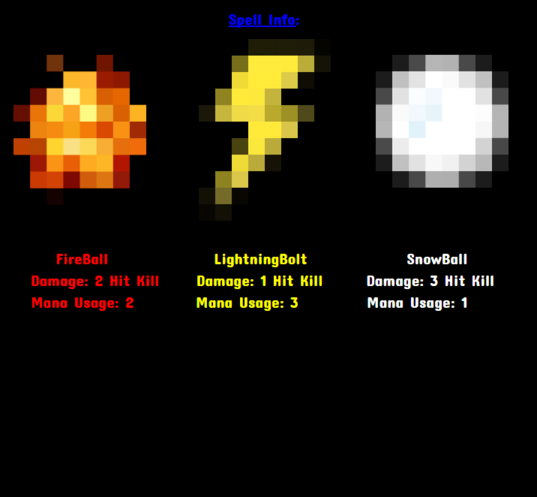 Spell Info:
FireBall
Damage: 2 Hit Kill
Mana Usage: 2
LightningBolt
Damage: 1 Hit Kill
Mana Usage: 3
SnowBall
Damage: 3 Hit Kill
Mana Usage: 1